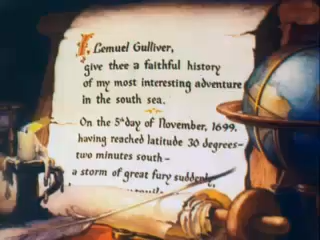 I, Lemuel Gulliver,
give thee a faithful history
of my most interesting adventure
in the south sea.
On the 5th day of November, 1699,
having reached latitude 30 degrees-
two minutes south-
a storm of great fury suddenly,